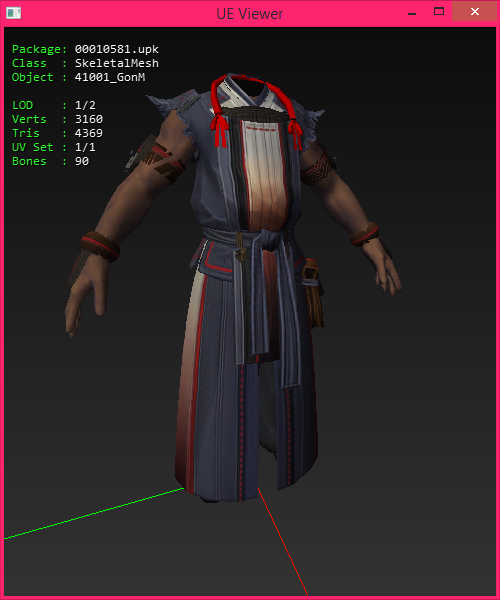 UE Viewer
Package: 00010581.upk
Class : SkeletalMesh
Object : 41001_GonM
LOD : 1/2
Verts : 3160
Tris : 4369
UV Set : 1/1
Bones : 90